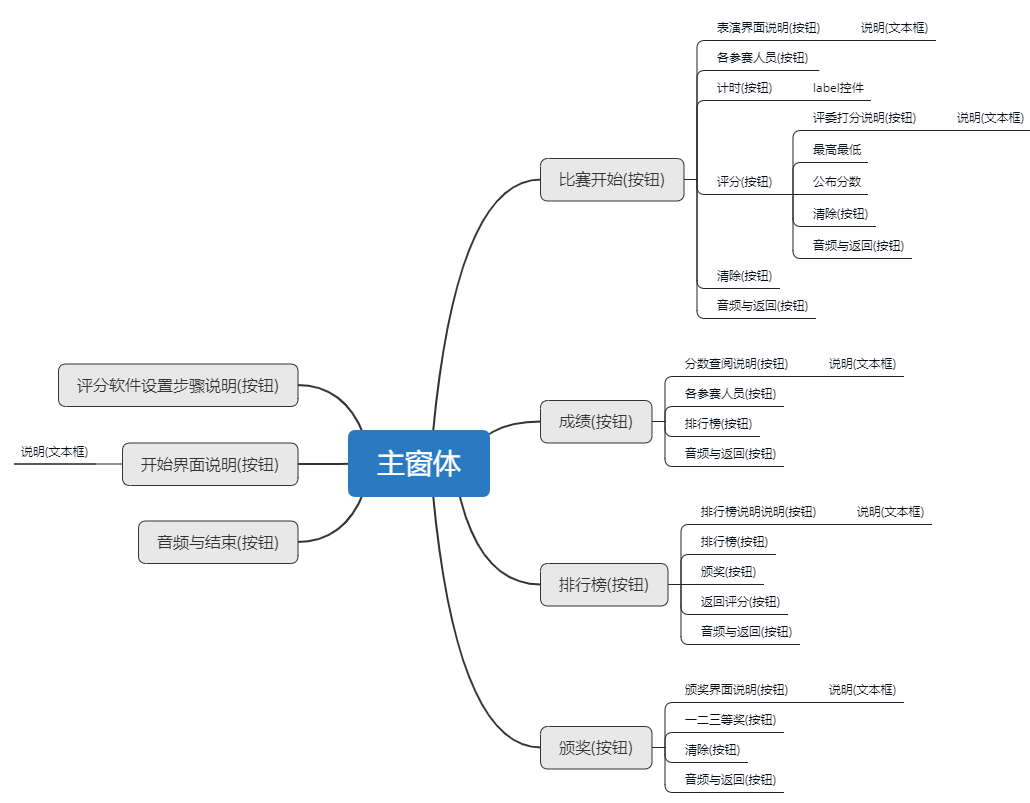 主窗体
比赛开始(按钮)
表演界面说明(按钮)
说明(文本框)
各参赛人员(按钮)
计时(按钮)
label控件
评分(按钮)
评委打分说明(按钮)
说明(文本框)
最高最低
公布分数
清除(按钮)
音频与返回(按钮)
清除(按钮)
音频与返回(按钮)
成绩(按钮)
分数查阅说明(按钮)
说明(文本框)
各参赛人员(按钮)
排行榜(按钮)
音频与返回(按钮)
排行榜(按钮)
排行榜说明说明(按钮)
说明(文本框)
排行榜(按钮)
颁奖(按钮)
返回评分(按钮)
音频与返回(按钮)
颁奖(按钮)
颁奖界面说明(按钮)
说明(文本框)
一二三等奖(按钮)
清除(按钮)
音频与返回(按钮)
评分软件设置步骤说明(按钮)
开始界面说明(按钮)
说明(文本框)
音频与结束(按钮)